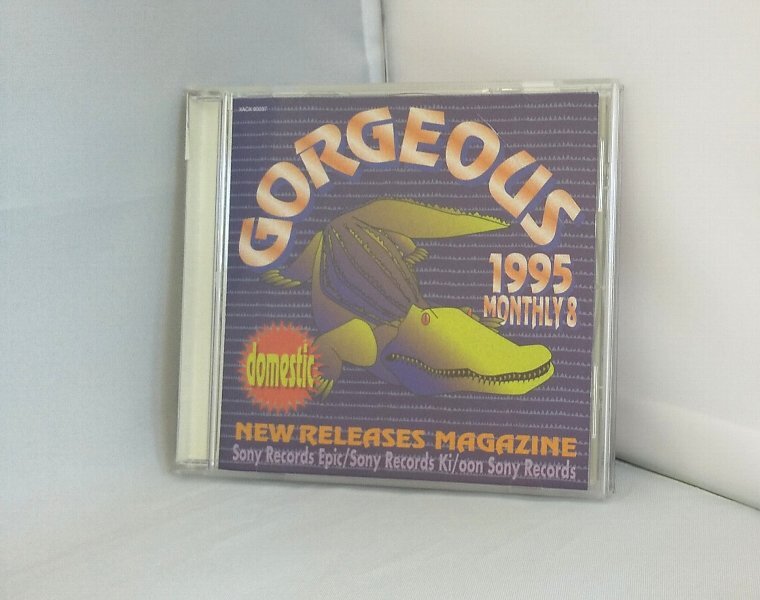 GORGEOUS
1995
MONTHLY 8
domestic
NEW RELEASES MAGAZINE
Sony Records Epic/Sony Records Ki/oon Sony Records